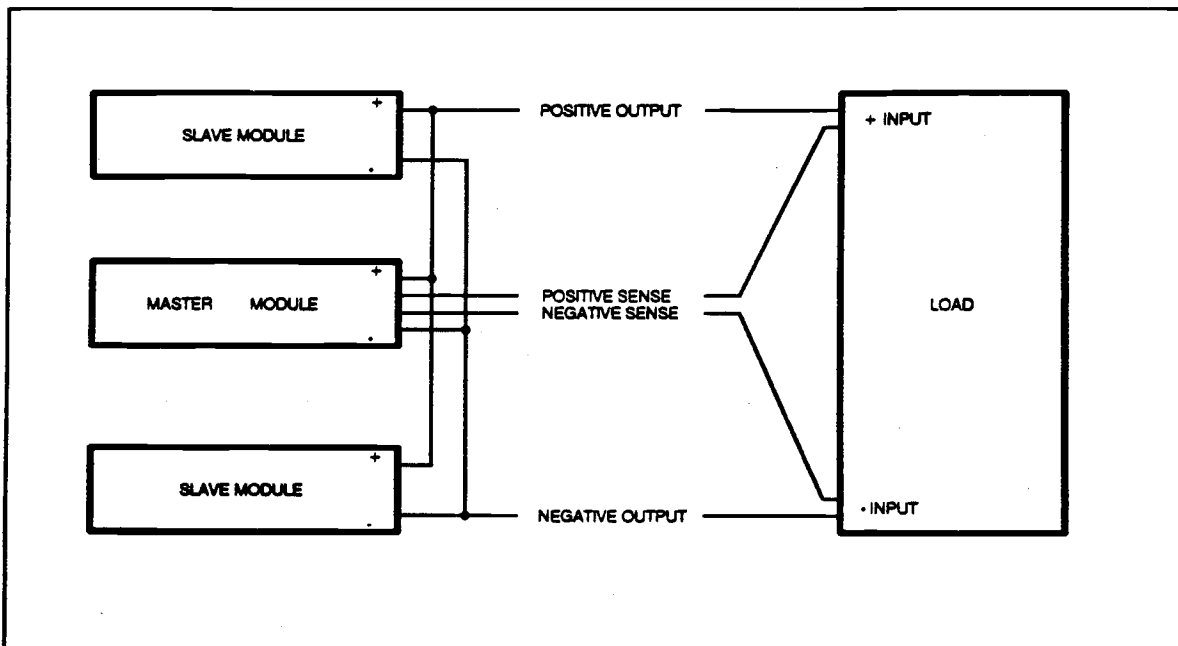 +
SLAVE MODULE
-
POSITIVE OUTPUT
+ INPUT
+
MASTER MODULE
-
POSITIVE SENSE
NEGATIVE SENSE
LOAD
+
SLAVE MODULE
-
NEGATIVE OUTPUT
- INPUT